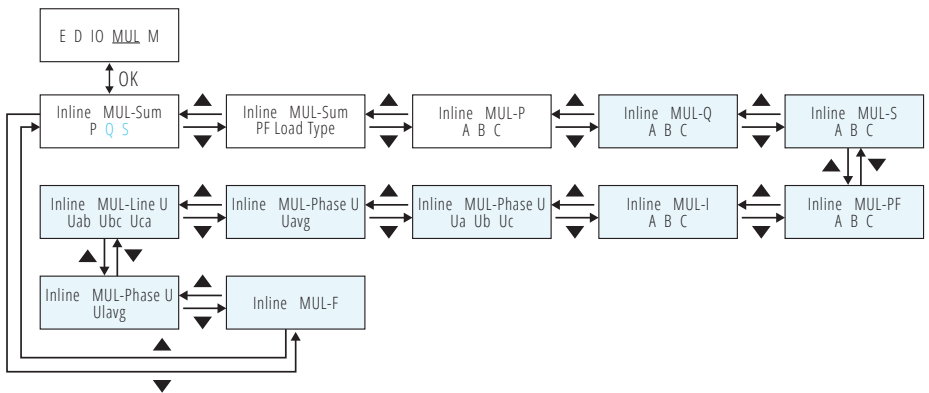 E D IO MUL M
OK
Inline MUL-Sum
P Q S
Inline MUL-Sum
PF Load Type
Inline MUL-P
A B C
Inline MUL-Q
A B C
Inline MUL-S
A B C
Inline MUL-Line U
Uab Ubc Uca
Inline MUL-Phase U
Uavg
Inline MUL-Phase U
Ua Ub Uc
Inline MUL-I
A B C
Inline MUL-PF
A B C
Inline MUL-Phase U
Ulavg
Inline MUL-F